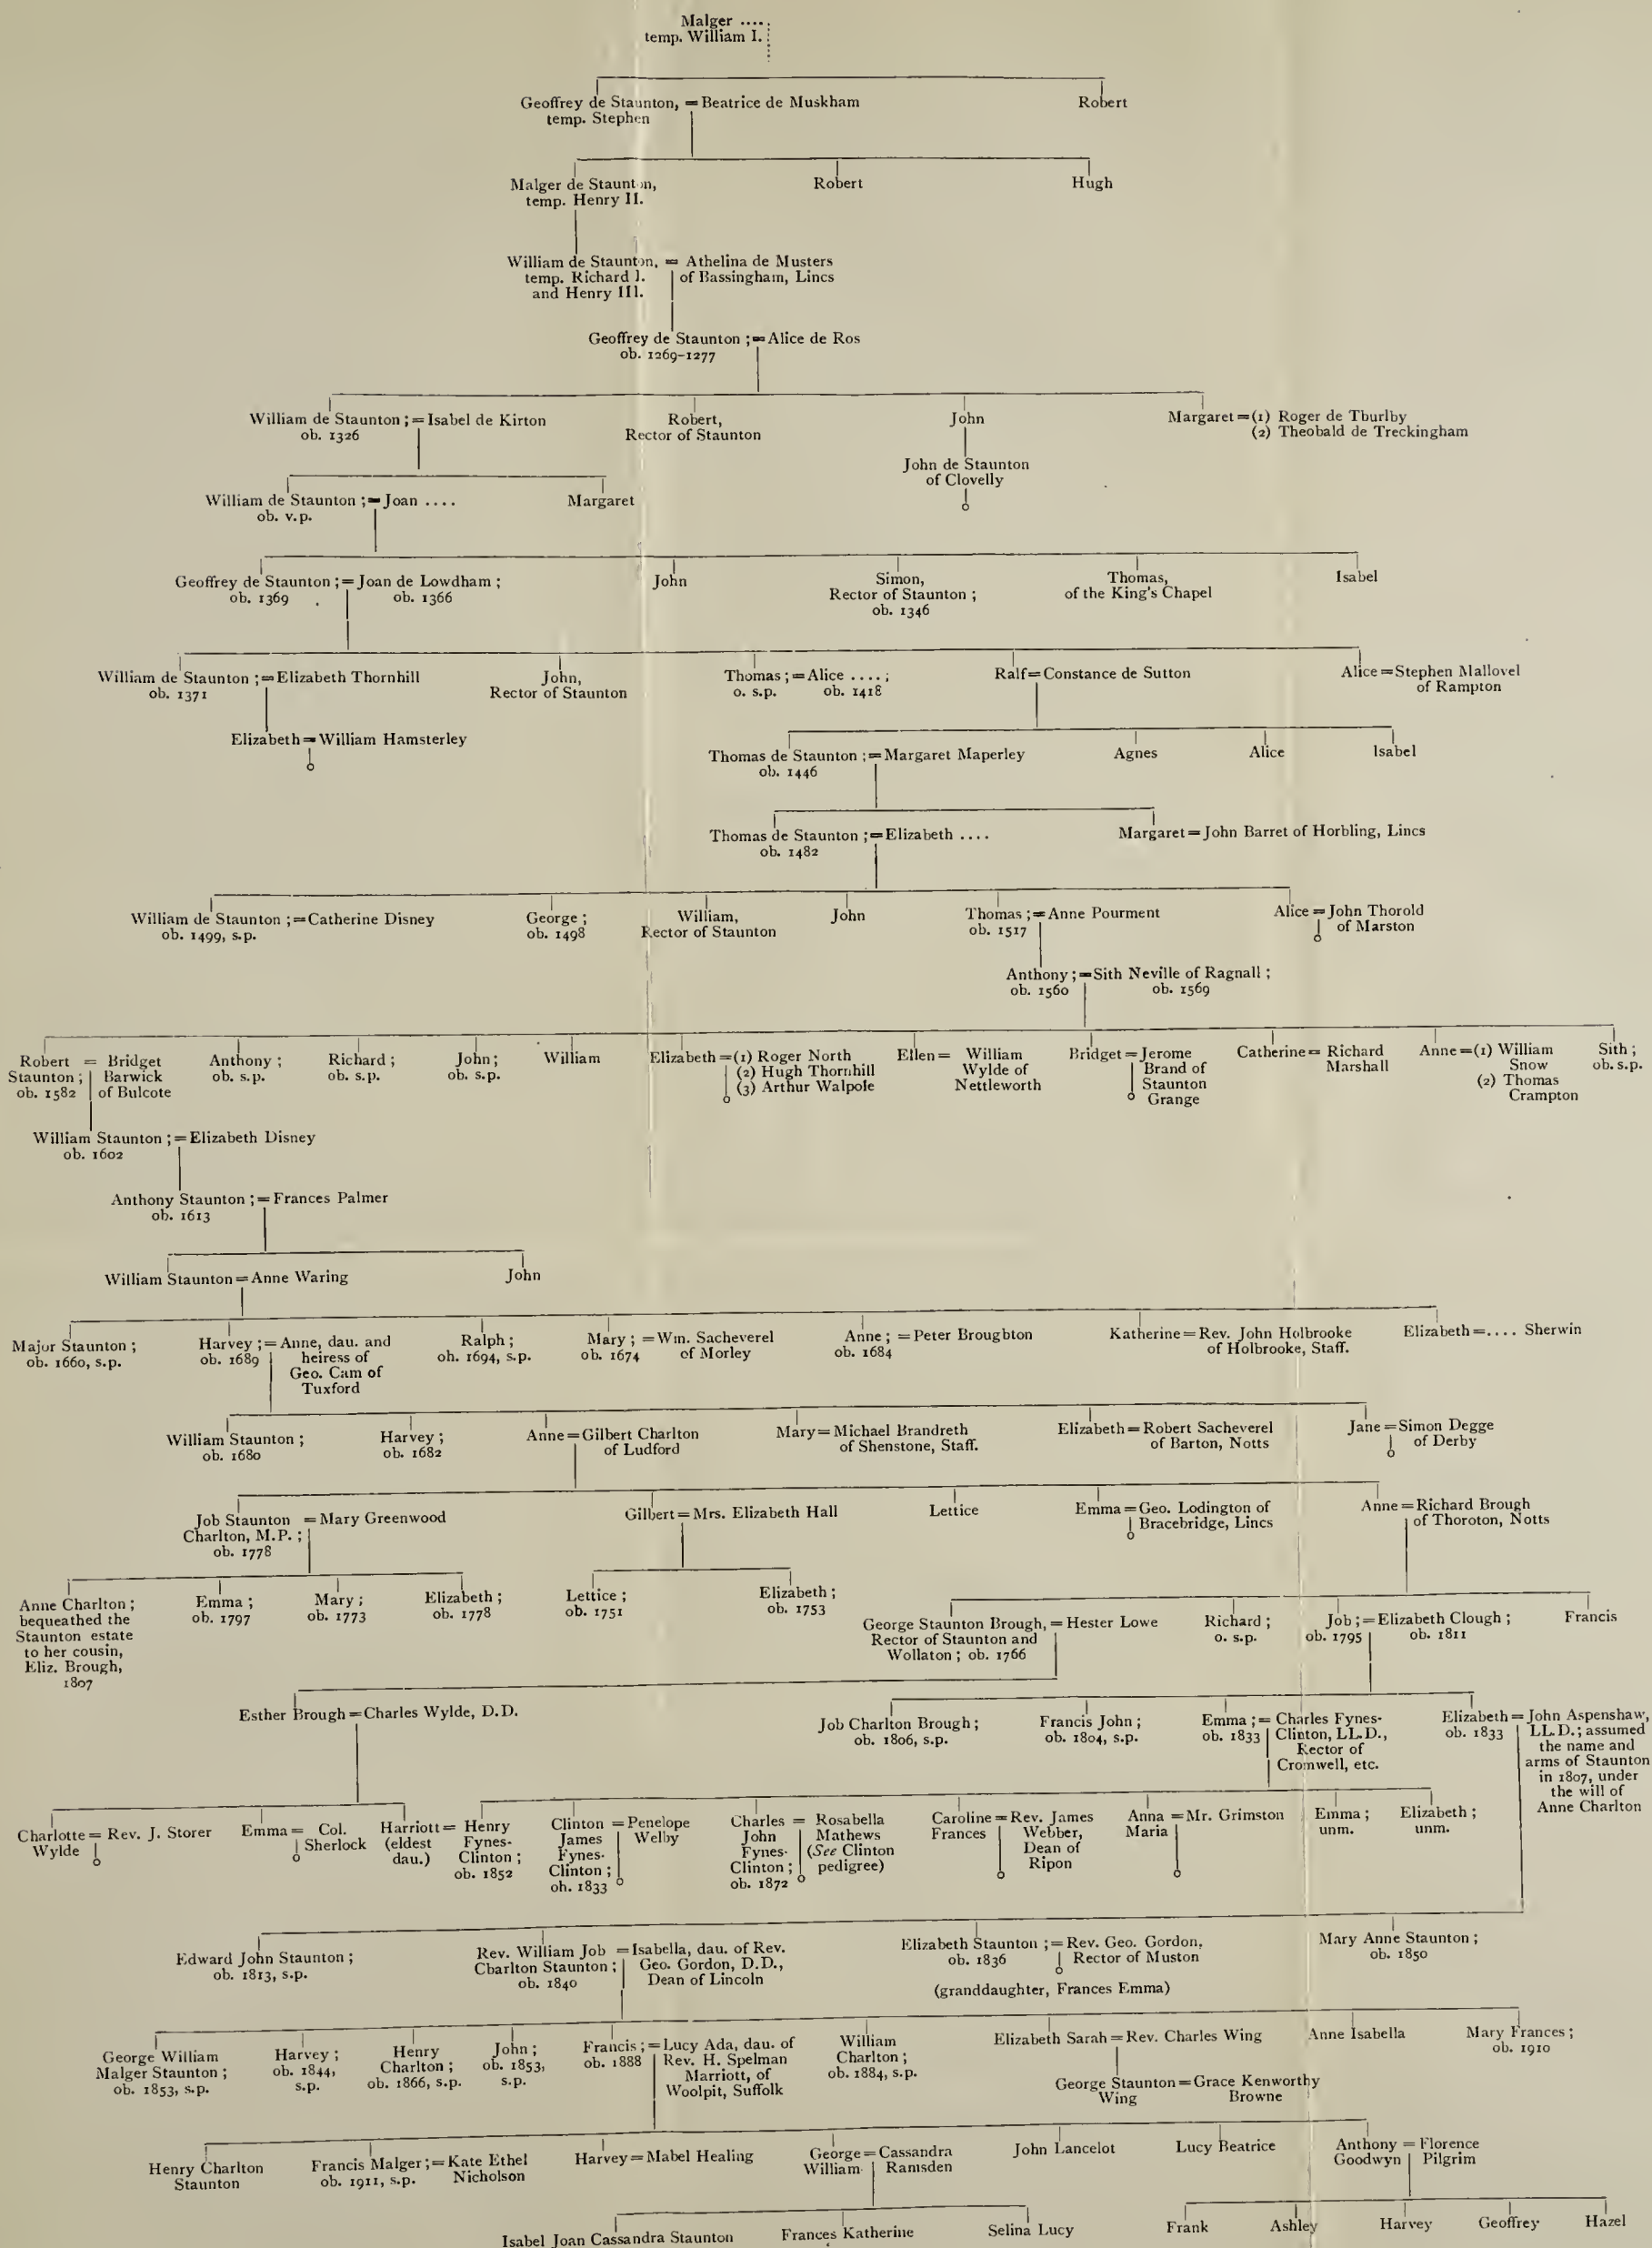 Malger ....
temp. William I.
Geoffrey de Staunton, = Beatrice de Muskham
temp. Stephen
Robert
Malger de Staunton,
temp. Henry II.
Robert
Hugh
William de Staunton, = Athelina de Musters
temp. Richard I. of Bassingham, Lincs
and Henry III.
Geoffrey de Staunton ; = Alice de Ros
ob. 1269-1277
William de Staunton ; = Isabel de Kirton
ob. 1326
Robert,
Rector of Staunton
John
Margaret = (1) Roger de Tburlby
(2) Theobald de Treckingham
John de Staunton
of Clovelly
William de Staunton ; = Joan ....
ob. v.p.
Margaret
Geoffrey de Staunton ; = Joan de Lowdham ;
ob. 1369 ob. 1366
John
Simon,
Rector of Staunton ;
ob. 1346
Thomas,
of the King's Chapel
Isabel
William de Staunton ; = Elizabeth Thornhill
ob. 1371
John,
Rector of Staunton
Thomas ; = Alice .... ;
o. s.p. ob. 1418
Ralf = Constance de Sutton
Alice = Stephen Mallovel
of Rampton
Elizabeth = William Hamsterley
Thomas de Staunton ; = Margaret Maperley
ob. 1446
Agnes
Alice
Isabel
Thomas de Staunton ; = Elizabeth ....
ob. 1482
Margaret = John Barret of Horbling, Lincs
William de Staunton ; = Catherine Disney
ob. 1499, s.p.
George ;
ob. 1498
William,
Rector of Staunton
John
Thomas ; = Anne Pourment
ob. 1517
Alice = John Thorold
of Marston
Anthony ; = Sith Neville of Ragnall ;
ob. 1560 ob. 1569
Robert = Bridget
Staunton ; Barwick
ob. 1582 of Bulcote
Anthony ;
ob. s.p.
Richard ;
ob. s.p.
John ;
ob. s.p.
William
Elizabeth = (1) Roger North
(2) Hugh Thornhill
(3) Arthur Walpole
Ellen = William
Wylde of
Nettleworth
Bridget = Jerome
Brand of
Staunton
Grange
Catherine = Richard
Marshall
Anne = (1) William
Snow
(2) Thomas
Crampton
Sith ;
ob. s.p.
William Staunton ; = Elizabeth Disney
ob. 1602
Anthony Staunton ; = Frances Palmer
ob. 1613
William Staunton = Anne Waring
John
Major Staunton ;
ob. 1660, s.p.
Harvey ; = Anne, dau. and
ob. 1689 heiress of
Geo. Cam of
Tuxford
Ralph ;
oh. 1694, s.p.
Mary ; = Wm. Sacheverel
ob. 1674 of Morley
Anne ; = Peter Brougbton
ob. 1684
Katherine = Rev. John Holbrooke
of Holbrooke, Staff.
Elizabeth = .... Sherwin
William Staunton ;
ob. 1680
Harvey ;
ob. 1682
Anne = Gilbert Charlton
of Ludford
Mary = Michael Brandreth
of Shenstone, Staff.
Elizabeth = Robert Sacheverel
of Barton, Notts
Jane = Simon Degge
of Derby
Job Staunton = Mary Greenwood
Charlton, M.P. ;
ob. 1778
Gilbert = Mrs. Elizabeth Hall
Lettice
Emma = Geo. Lodington of
Bracebridge, Lincs
Anne = Richard Brough
of Thoroton, Notts
Anne Charlton ;
bequeathed the
Staunton estate
to her cousin,
Eliz. Brough,
1807
Emma ;
ob. 1797
Mary ;
ob. 1773
Elizabeth ;
ob. 1778
Lettice ;
ob. 1751
Elizabeth ;
ob. 1753
George Staunton Brough, = Hester Lowe
Rector of Staunton and
Wollaton ; ob. 1766
Richard ;
o. s.p.
Job ; = Elizabeth Clough ;
ob. 1795 ob. 1811
Francis
Esther Brough = Charles Wylde, D.D.
Job Charlton Brough ;
ob. 1806, s.p.
Francis John ;
ob. 1804, s.p.
Emma ; = Charles Fynes-
ob. 1833 Clinton, LL.D.,
Rector of
Cromwell, etc.
Elizabeth = John Aspenshaw,
ob. 1833 LL.D.; assumed
the name and
arms of Staunton
in 1807, under
the will of
Anne Charlton
Charlotte = Rev. J. Storer
Wylde
Emma = Col.
Sherlock
Harriott = Henry
(eldest Fynes-
dau.) Clinton ;
ob. 1852
Clinton = Penelope
James Welby
Fynes-
Clinton ;
oh. 1833
Charles = Rosabella
John Mathews
Fynes- (See Clinton
Clinton ; pedigree)
ob. 1872
Caroline = Rev. James
Frances Webber,
Dean of
Ripon
Anna = Mr. Grimston
Maria
Emma ;
unm.
Elizabeth ;
unm.
Edward John Staunton ;
ob. 1813, s.p.
Rev. William Job = Isabella, dau. of Rev.
Cbarlton Staunton ; Geo. Gordon, D.D.,
ob. 1840 Dean of Lincoln
Elizabeth Staunton ; = Rev. Geo. Gordon,
ob. 1836 Rector of Muston
(granddaughter, Frances Emma)
Mary Anne Staunton ;
ob. 1850
George William
Malger Staunton ;
ob. 1853, s.p.
Harvey ;
ob. 1844,
s.p.
Henry
Charlton ;
ob. 1866, s.p.
John ;
ob. 1853,
s.p.
Francis ; = Lucy Ada, dau. of
ob. 1888 Rev. H. Spelman
Marriott, of
Woolpit, Suffolk
William
Charlton ;
ob. 1884, s.p.
Elizabeth Sarah = Rev. Charles Wing
Anne Isabella
Mary Frances ;
ob. 1910
George Staunton = Grace Kenworthy
Wing Browne
Henry Charlton
Staunton
Francis Malger ; = Kate Ethel
ob. 1911, s.p. Nicholson
Harvey = Mabel Healing
George = Cassandra
William Ramsden
John Lancelot
Lucy Beatrice
Anthony = Florence
Goodwyn Pilgrim
Isabel Joan Cassandra Staunton
Frances Katherine
Selina Lucy
Frank
Ashley
Harvey
Geoffrey
Hazel